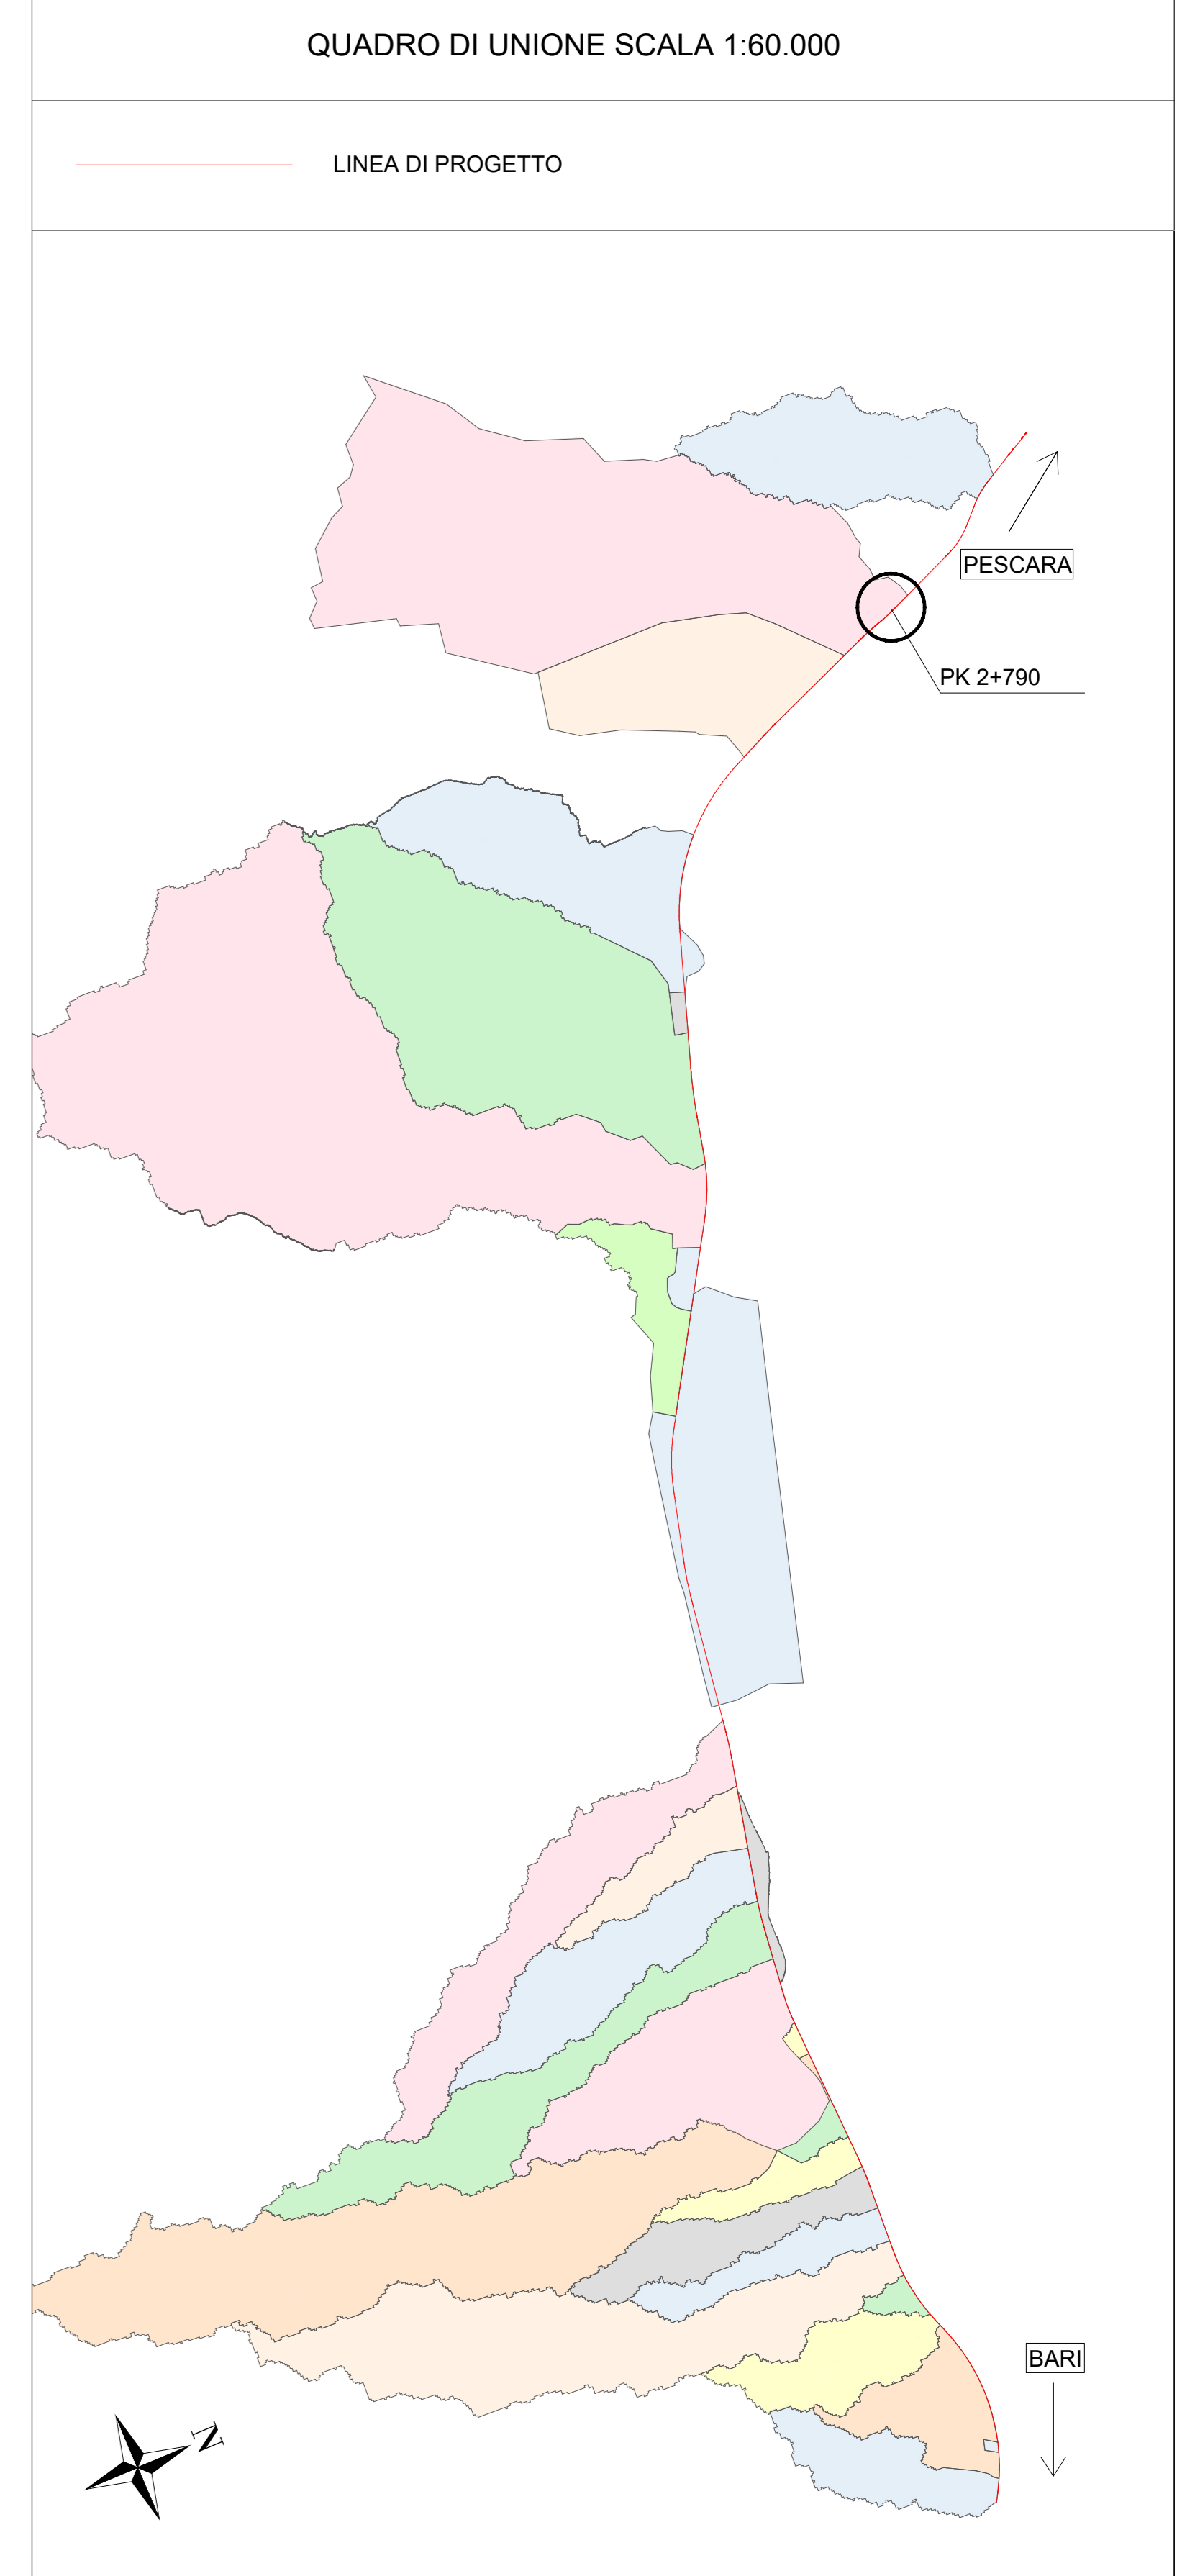 QUADRO DI UNIONE SCALA 1:60.000
LINEA DI PROGETTO
PESCARA
PK 2+790
BARI
N